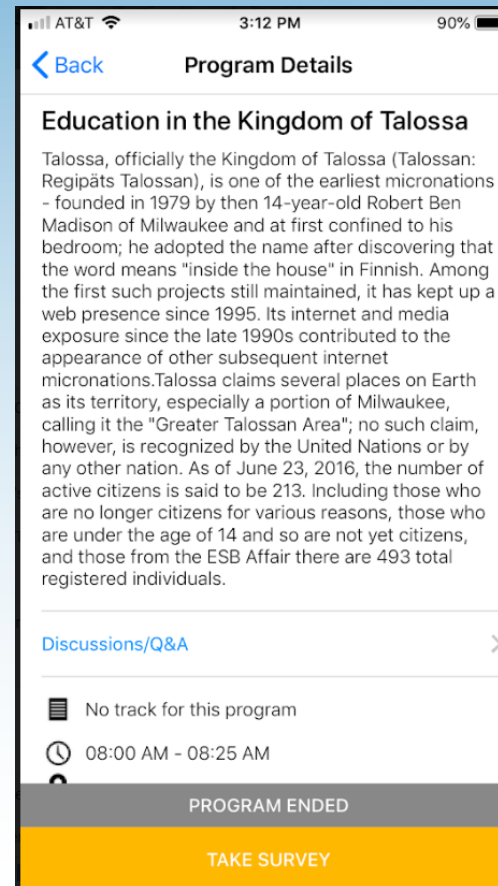 AT&T 3:12 PM 90%
Back Program Details
Education in the Kingdom of Talossa
Talossa, officially the Kingdom of Talossa (Talossan:
Regipäts Talossan), is one of the earliest micronations
- founded in 1979 by then 14-year-old Robert Ben
Madison of Milwaukee and at first confined to his
bedroom; he adopted the name after discovering that
the word means "inside the house" in Finnish. Among
the first such projects still maintained, it has kept up a
web presence since 1995. Its internet and media
exposure since the late 1990s contributed to the
appearance of other subsequent internet
micronations.Talossa claims several places on Earth
as its territory, especially a portion of Milwaukee,
calling it the "Greater Talossan Area"; no such claim,
however, is recognized by the United Nations or by
any other nation. As of June 23, 2016, the number of
active citizens is said to be 213. Including those who
are no longer citizens for various reasons, those who
are under the age of 14 and so are not yet citizens,
and those from the ESB Affair there are 493 total
registered individuals.
Discussions/Q&A
No track for this program
08:00 AM - 08:25 AM
PROGRAM ENDED
TAKE SURVEY